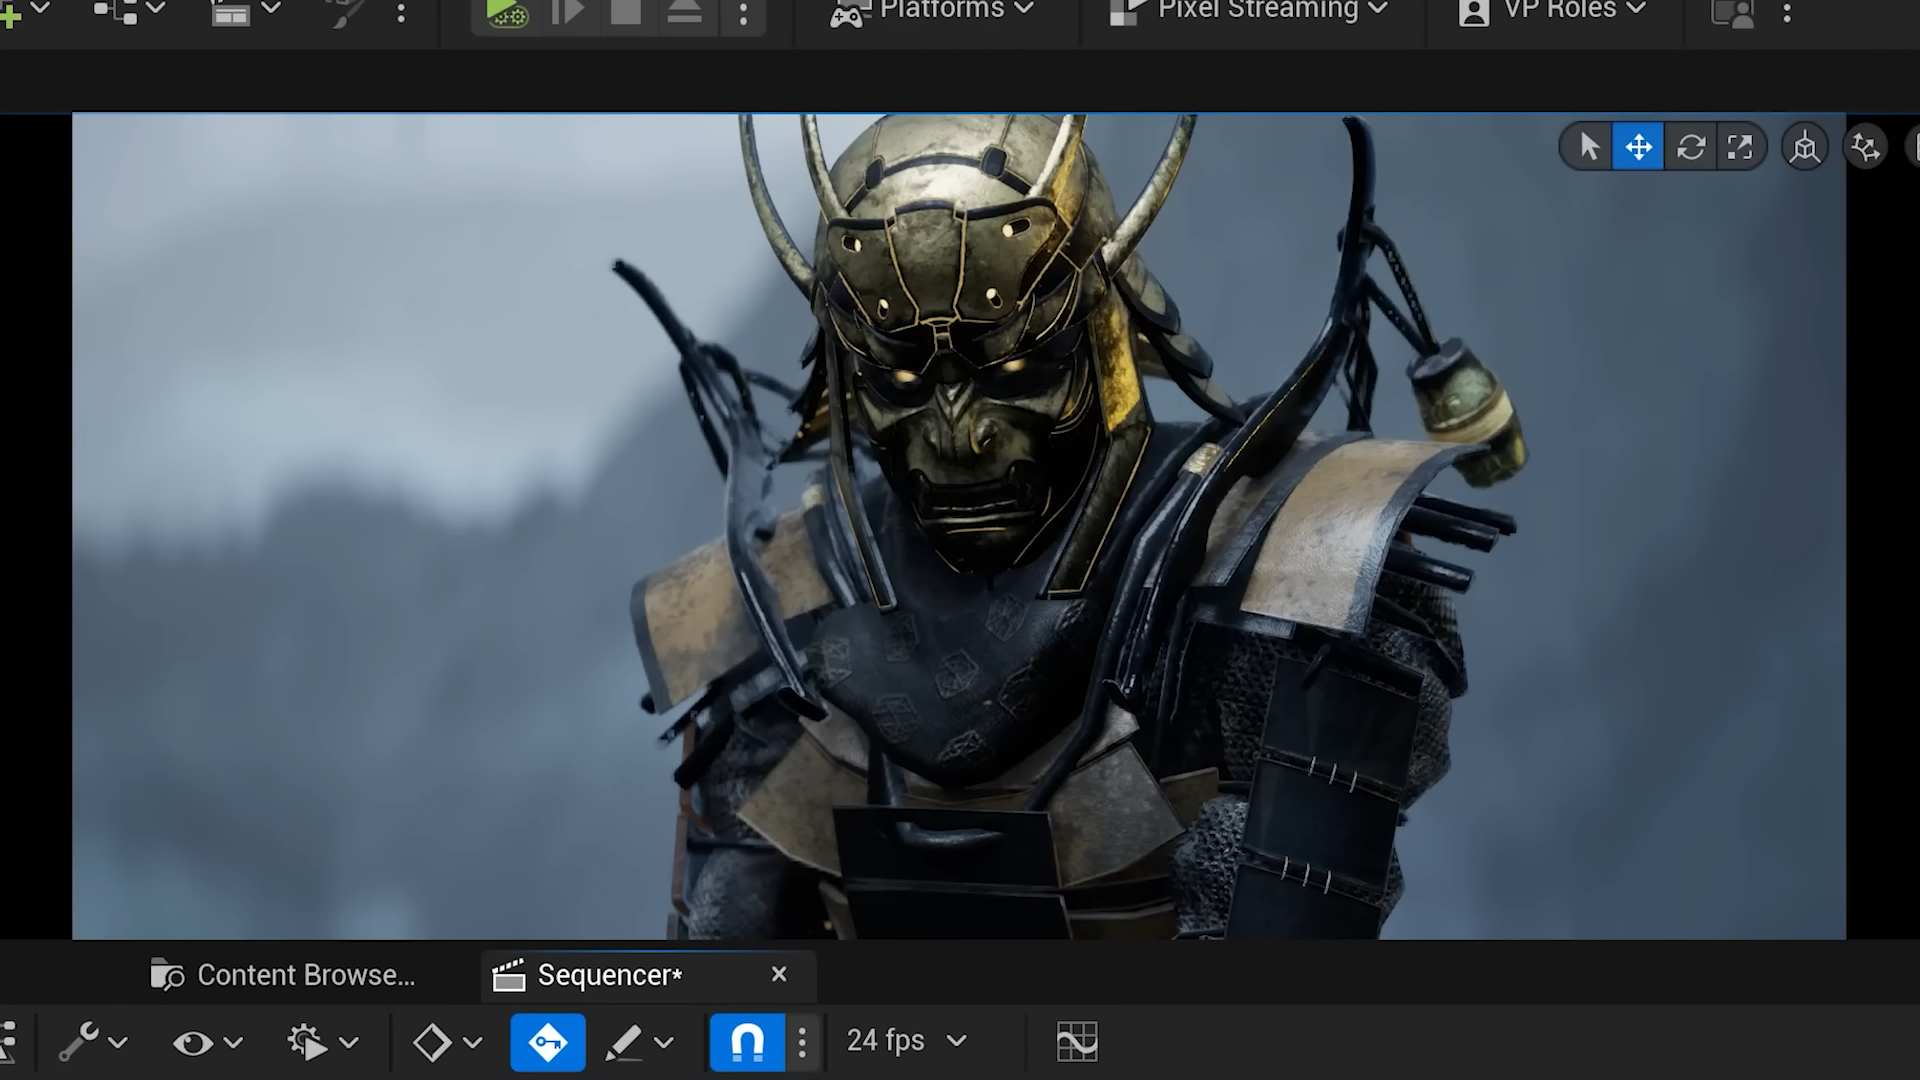 Platforms
Pixel Streaming
VP Roles
Content Browse...
Sequencer*
24 fps